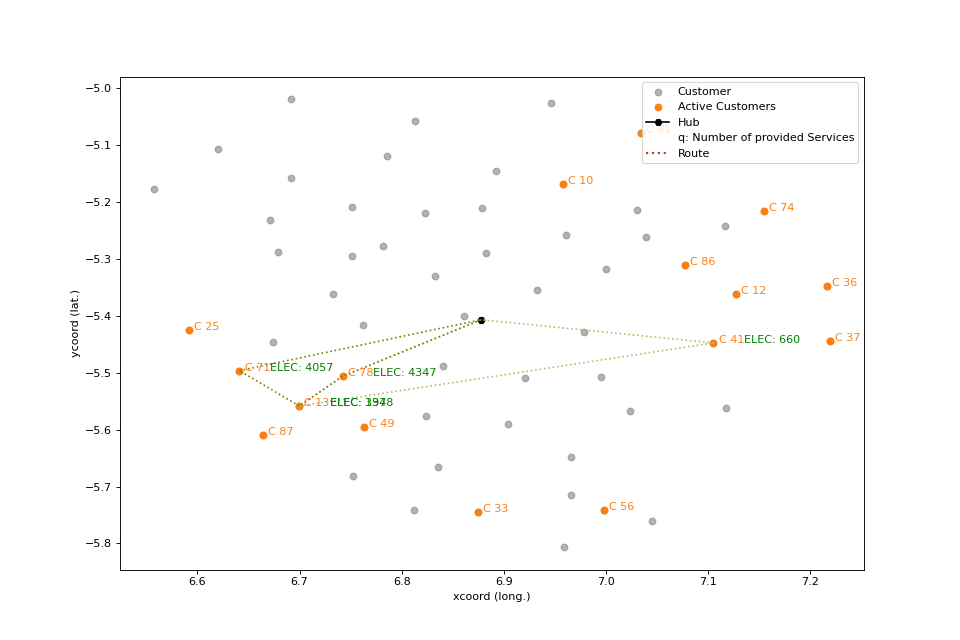 Customer
Active Customers
Hub
q: Number of provided Services
Route
C 10
C 74
C 86
C 12
C 36
C 25
C 41 ELEC: 660
C 37
C 71 ELEC: 4057
C 78 ELEC: 4347
C 13 ELEC:
C 49
C 87
C 33
C 56
−5.0
−5.1
−5.2
−5.3
−5.4
−5.5
−5.6
−5.7
−5.8
ycoord (lat.)
6.6 6.7 6.8 6.9 7.0 7.1 7.2
xcoord (long.)